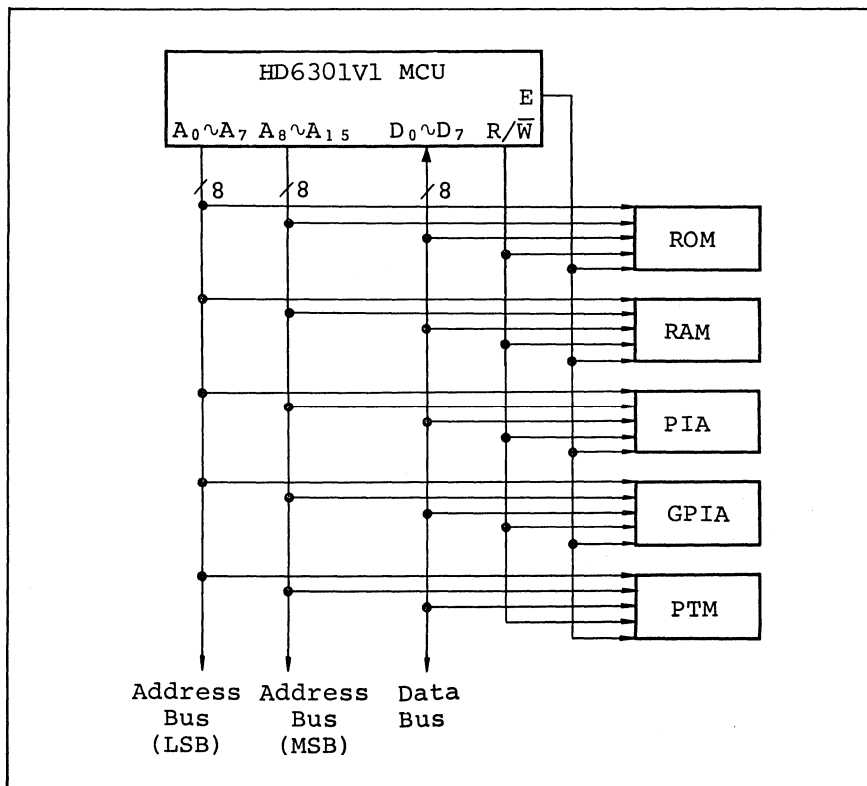 HD6301V1 MCU
E
A₀∿A₇ A₈∿A₁₅ D₀∿D₇ R/W̅
8 8 8
ROM
RAM
PIA
GPIA
PTM
Address Address Data
Bus Bus Bus
(LSB) (MSB)